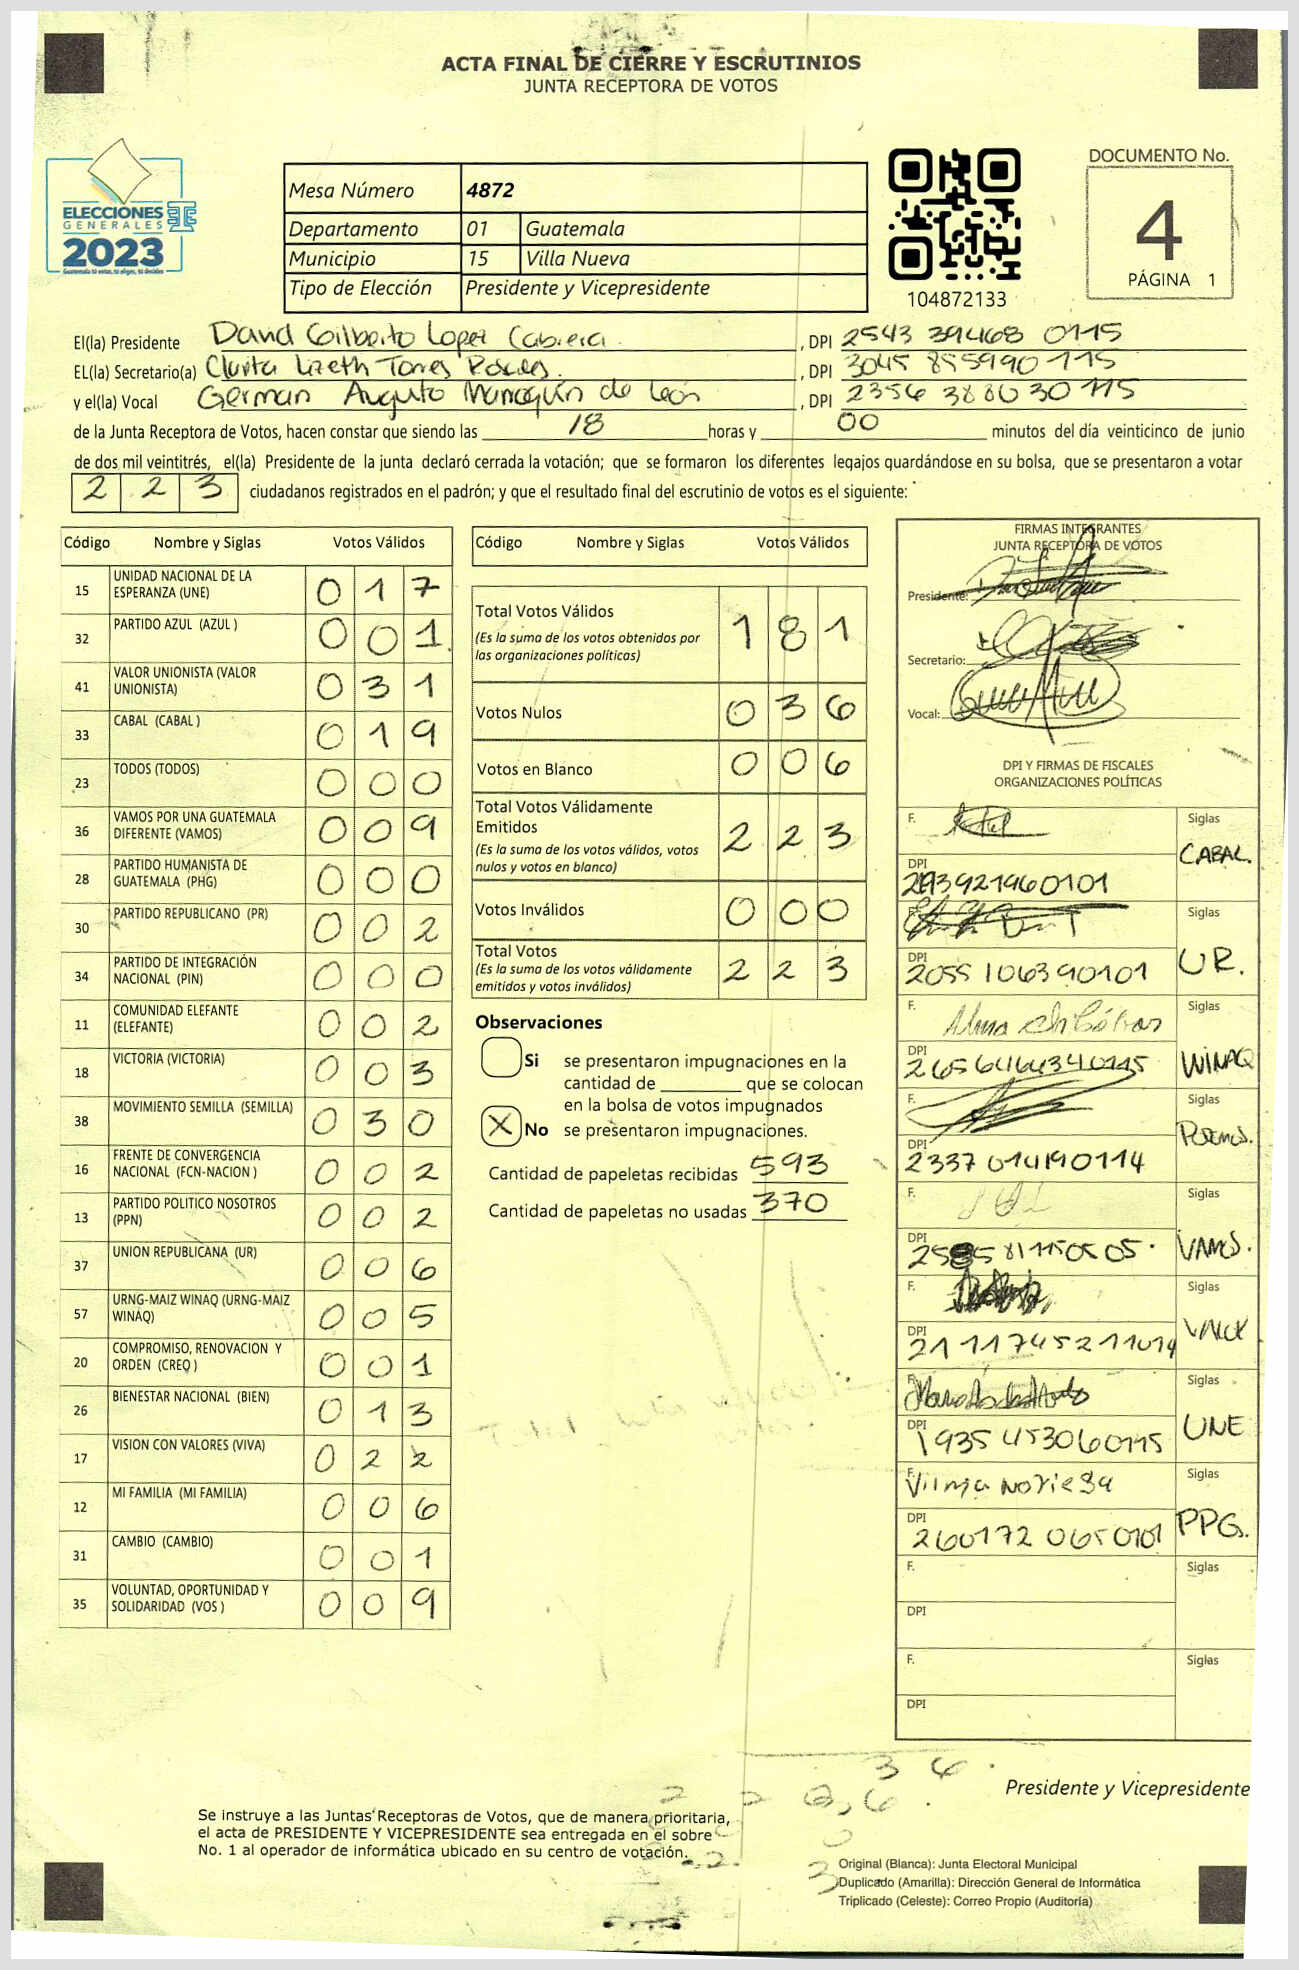 ACTA FINAL DE CIERRE Y ESCRUTINIOS
JUNTA RECEPTORA DE VOTOS
ELECCIONES
GENERALES
2023
Mesa Número 4872
Departamento 01 Guatemala
Municipio 15 Villa Nueva
Tipo de Elección Presidente y Vicepresidente
104872133
DOCUMENTO No.
4
PÁGINA 1
El(la) Presidente David Gilberto Lopez Cabrera , DPI 2543 39468 0115
EL(la) Secretario(a) Clarita Lizeth Torres , DPI 3045 85599 0115
y el(la) Vocal German Augusto Marroquín de León , DPI 2356 38803 0115
de la Junta Receptora de Votos, hacen constar que siendo las 18 horas y 00 minutos del día veinticinco de junio
de dos mil veintitrés, el(la) Presidente de la junta declaró cerrada la votación; que se formaron los diferentes legajos guardándose en su bolsa, que se presentaron a votar
2 2 3 ciudadanos registrados en el padrón; y que el resultado final del escrutinio de votos es el siguiente:
Código Nombre y Siglas Votos Válidos
15 UNIDAD NACIONAL DE LA ESPERANZA (UNE) 0 1 7
32 PARTIDO AZUL (AZUL ) 0 0 1
41 VALOR UNIONISTA (VALOR UNIONISTA) 0 3 1
33 CABAL (CABAL ) 0 1 9
23 TODOS (TODOS) 0 0 0
36 VAMOS POR UNA GUATEMALA DIFERENTE (VAMOS) 0 0 9
28 PARTIDO HUMANISTA DE GUATEMALA (PHG) 0 0 0
30 PARTIDO REPUBLICANO (PR) 0 0 2
34 PARTIDO DE INTEGRACIÓN NACIONAL (PIN) 0 0 0
11 COMUNIDAD ELEFANTE (ELEFANTE) 0 0 2
18 VICTORIA (VICTORIA) 0 0 3
38 MOVIMIENTO SEMILLA (SEMILLA) 0 3 0
16 FRENTE DE CONVERGENCIA NACIONAL (FCN-NACION ) 0 0 2
13 PARTIDO POLITICO NOSOTROS (PPN) 0 0 2
37 UNION REPUBLICANA (UR) 0 0 6
57 URNG-MAIZ WINAQ (URNG-MAIZ WINAQ) 0 0 5
20 COMPROMISO, RENOVACION Y ORDEN (CREO ) 0 0 1
26 BIENESTAR NACIONAL (BIEN) 0 1 3
17 VISION CON VALORES (VIVA) 0 2 2
12 MI FAMILIA (MI FAMILIA) 0 0 6
31 CAMBIO (CAMBIO) 0 0 1
35 VOLUNTAD, OPORTUNIDAD Y SOLIDARIDAD (VOS ) 0 0 9
Código Nombre y Siglas Votos Válidos
Total Votos Válidos 1 8 1
(Es la suma de los votos obtenidos por
las organizaciones políticas)
Votos Nulos 0 3 6
Votos en Blanco 0 0 6
Total Votos Válidamente
Emitidos 2 2 3
(Es la suma de los votos válidos, votos
nulos y votos en blanco)
Votos Inválidos 0 0 0
Total Votos 2 2 3
(Es la suma de los votos válidamente
emitidos y votos inválidos)
Observaciones
Si se presentaron impugnaciones en la
cantidad de ________ que se colocan
en la bolsa de votos impugnados
X No se presentaron impugnaciones.
Cantidad de papeletas recibidas 593
Cantidad de papeletas no usadas 370
FIRMAS INTEGRANTES
JUNTA RECEPTORA DE VOTOS
Presidente:
Secretario:
Vocal:
DPI Y FIRMAS DE FISCALES
ORGANIZACIONES POLÍTICAS
F. Siglas
CABAL.
DPI
F. Siglas
UR.
DPI
2055 106390101
F. Siglas
WINAQ
DPI
2656464340115
F. Siglas
PODEMOS.
DPI
2337 014190114
F. Siglas
VAMOS.
DPI
F. Siglas
DPI
21 11745211014
F. Siglas
UNE
DPI
1935 453060115
F. Siglas
Vilma Noriega
PPG.
DPI
260172 0650101
F. Siglas
DPI
F. Siglas
DPI
Presidente y Vicepresidente
Se instruye a las Juntas Receptoras de Votos, que de manera prioritaria,
el acta de PRESIDENTE Y VICEPRESIDENTE sea entregada en el sobre
No. 1 al operador de informática ubicado en su centro de votación.
Original (Blanca): Junta Electoral Municipal
Duplicado (Amarilla): Dirección General de Informática
Triplicado (Celeste): Correo Propio (Auditoría)